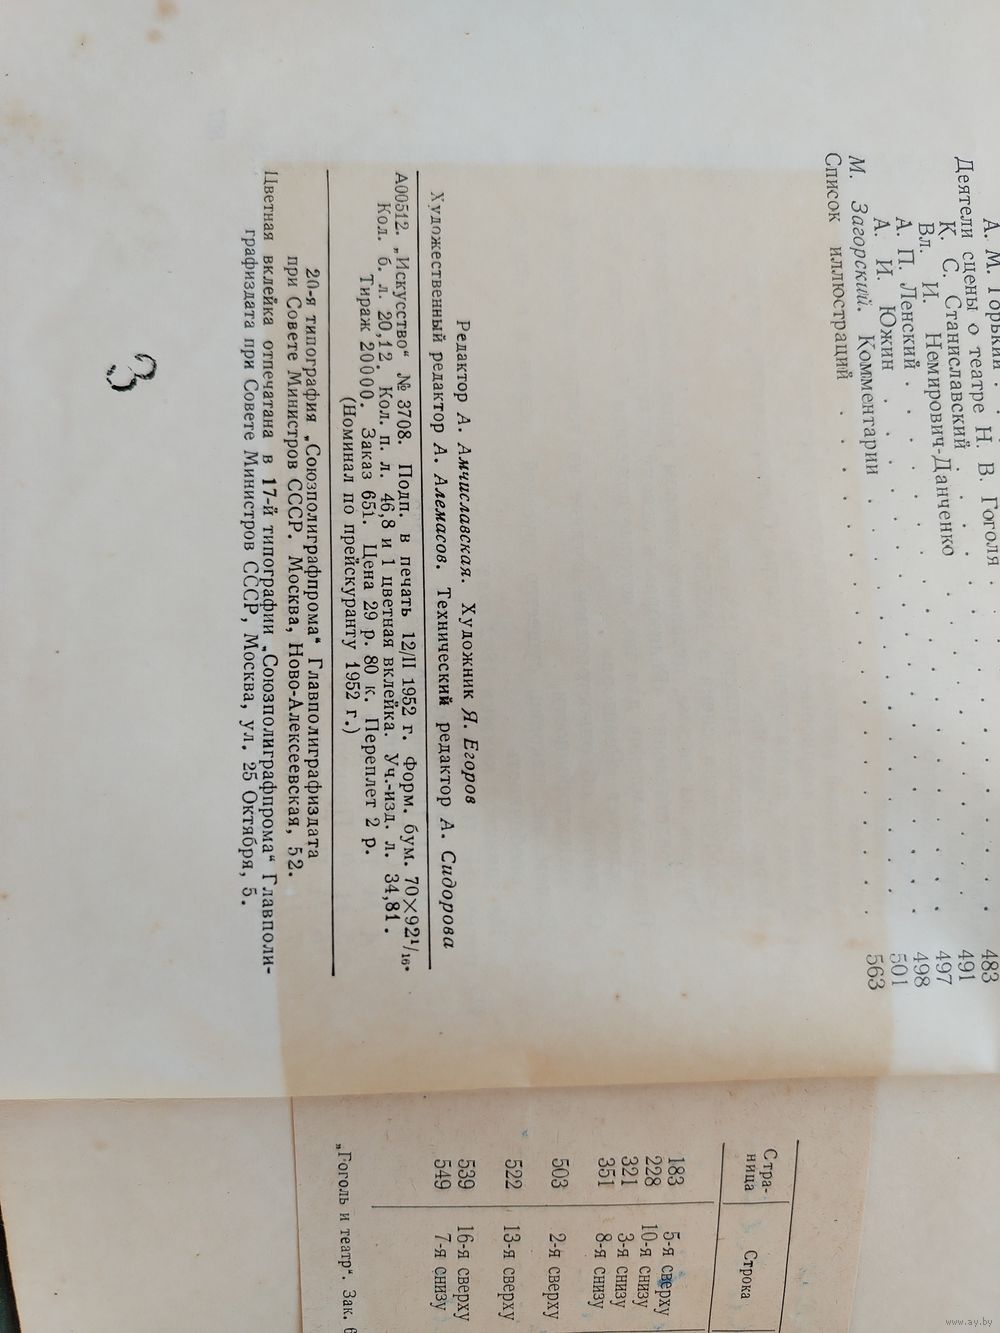 А. М. Горький . . 483
Деятели сцены о театре Н. В. Гоголя . . . . . . . . . 491
К. С. Станиславский . . . . . . . . . . . 497
Вл. И. Немирович-Данченко . . . . . . . . . 498
А. П. Ленский . . . . . . . . . . . . 501
А. И. Южин . . . . . . . . . . . .
М. Загорский. Комментарии . . . . . . . . . . . 563
Список иллюстраций . . . . . . . . . . . .
Редактор А. Амчиславская. Художник Я. Егоров
Художественный редактор А. Алемасов. Технический редактор А. Сидорова
А00512. „Искусство“ № 3708. Подп. в печать 12/II 1952 г. Форм. бум. 70×92¹/₁₆.
Кол. б. л. 20,12. Кол. п. л. 46,8 и 1 цветная вклейка. Уч.-изд. л. 34,81.
Тираж 20000. Заказ 651. Цена 29 р. 80 к. Переплет 2 р.
(Номинал по прейскуранту 1952 г.)
20-я типография „Союзполиграфпрома“ Главполиграфиздата
при Совете Министров СССР. Москва, Ново-Алексеевская, 52.
Цветная вклейка отпечатана в 17-й типографии „Союзполиграфпрома“ Главполи-
графиздата при Совете Министров СССР, Москва, ул. 25 Октября, 5.
3
Стра-
ница Строка
183 5-я сверху
228 10-я снизу
321 3-я снизу
351 8-я снизу
503 2-я сверху
522 13-я сверху
539 16-я сверху
549 7-я снизу
„Гоголь и театр“. Зак. 6
www.ay.by